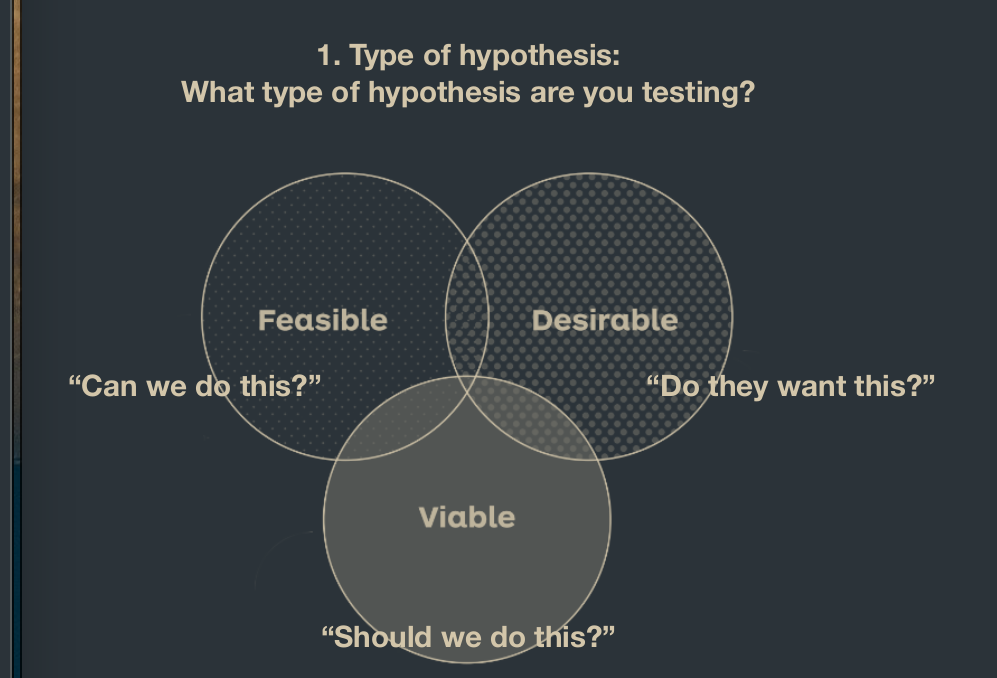 1. Type of hypothesis:
What type of hypothesis are you testing?
Feasible
Desirable
“Can we do this?”
“Do they want this?”
Viable
“Should we do this?”